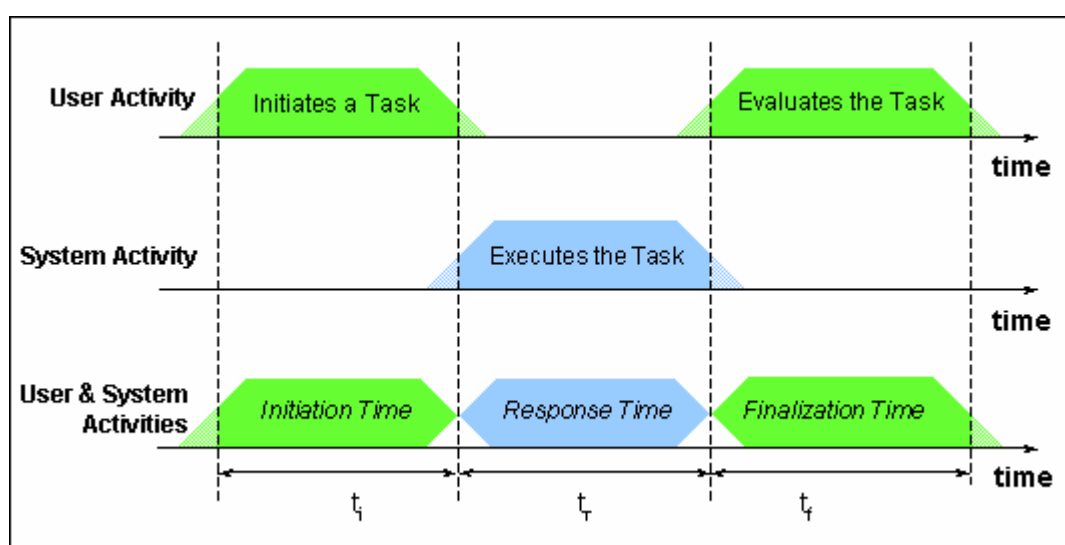 User Activity
Initiates a Task
Evaluates the Task
time
System Activity
Executes the Task
time
User & System
Activities
Initiation Time
Response Time
Finalization Time
time
ti
tr
tf